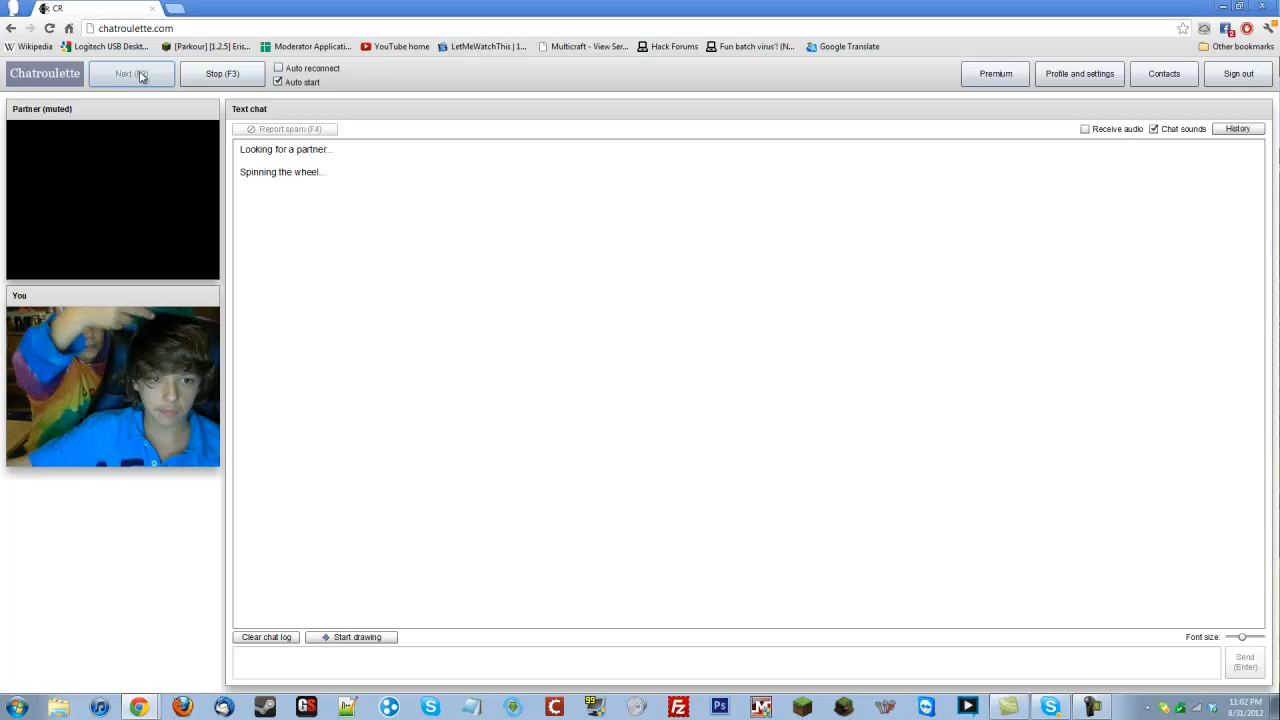 CR
chatroulette.com
Wikipedia
Logitech USB Deskt...
[Parkour] [1.2.5] Eris...
Moderator Applicati...
YouTube home
LetMeWatchThis | 1...
Multicraft - View Ser...
Hack Forums
Fun batch virus'! (N...
Google Translate
Other bookmarks
Chatroulette
Next
Stop (F3)
Auto reconnect
Auto start
Premium
Profile and settings
Contacts
Sign out
Partner (muted)
Text chat
Report spam (F4)
Receive audio
Chat sounds
History
Looking for a partner...
Spinning the wheel...
You
Clear chat log
Start drawing
Font size:
Send
(Enter)
11:02 PM
8/31/2012